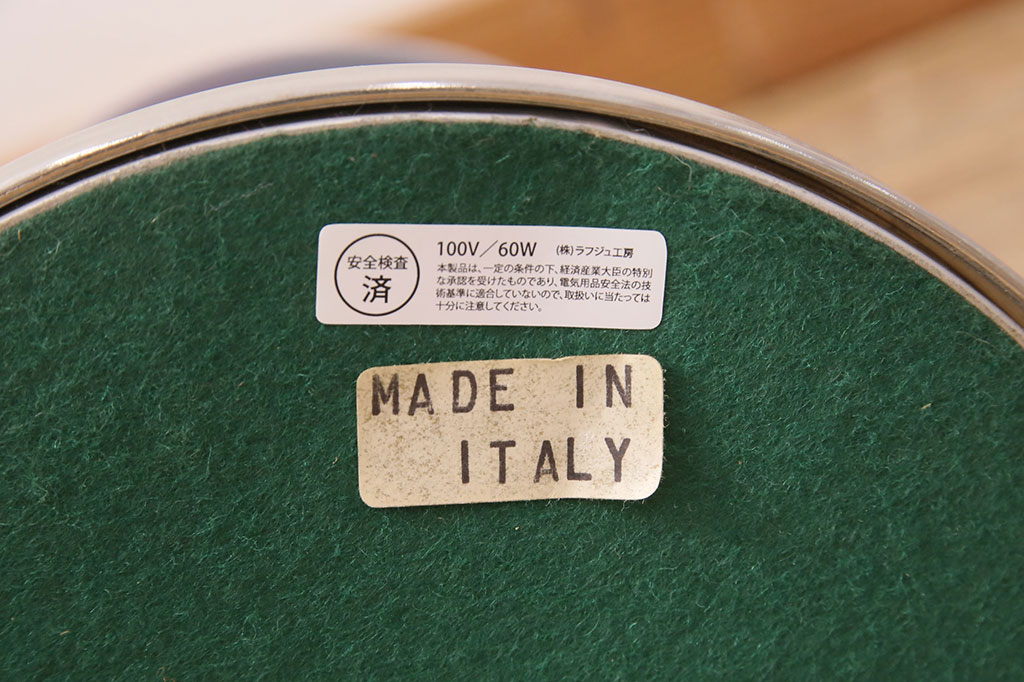 安全検査
済
100V／60W (株)ラフジュ工房
本製品は、一定の条件の下、経済産業大臣の特別
な承認を受けたものであり、電気用品安全法の技
術基準に適合していないので、取扱いに当たっては
十分に注意してください。
MADE IN
ITALY